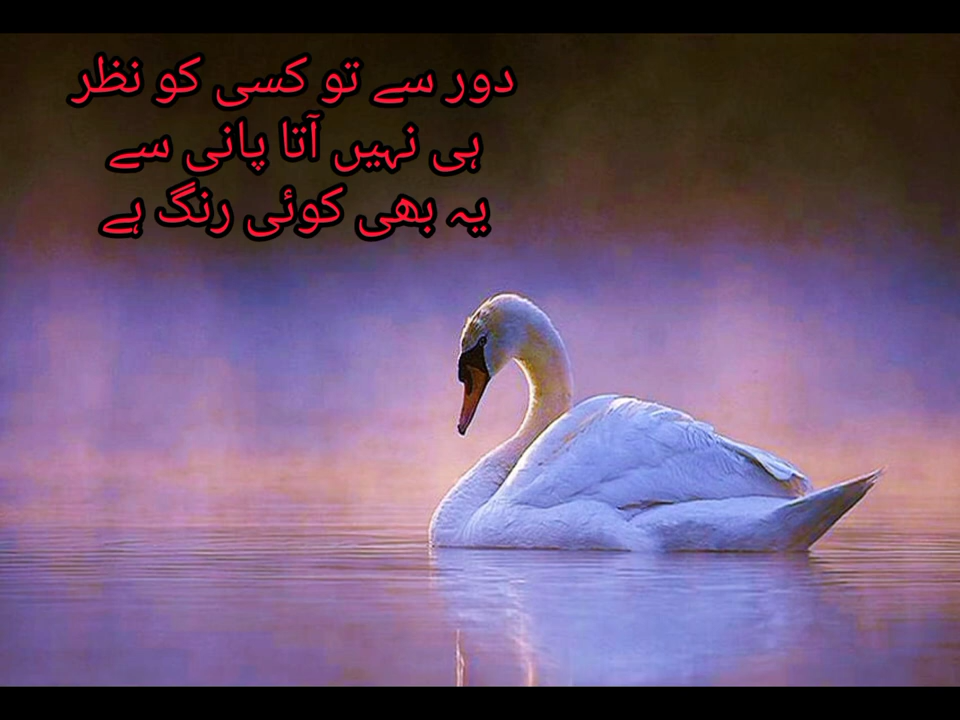 دور سے تو کسی کو نظر
ہی نہیں آتا پانی سے
یہ بھی کوئی رنگ ہے